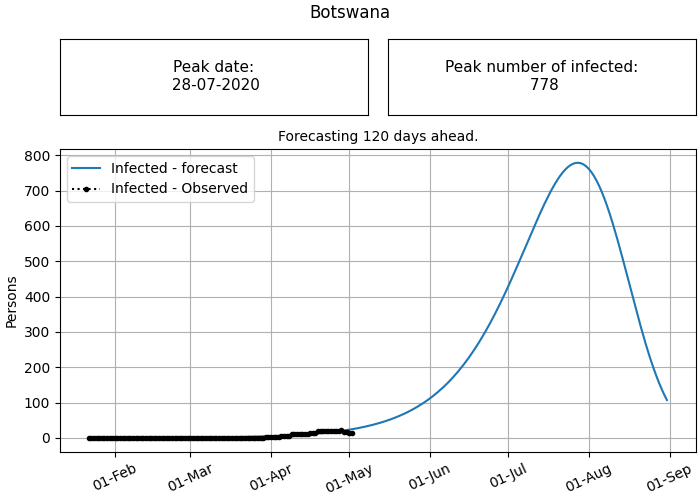 Botswana
Peak date:
28-07-2020
Peak number of infected:
778
Forecasting 120 days ahead.
Infected - forecast
Infected - Observed
Persons
800
700
600
500
400
300
200
100
0
01-Feb
01-Mar
01-Apr
01-May
01-Jun
01-Jul
01-Aug
01-Sep